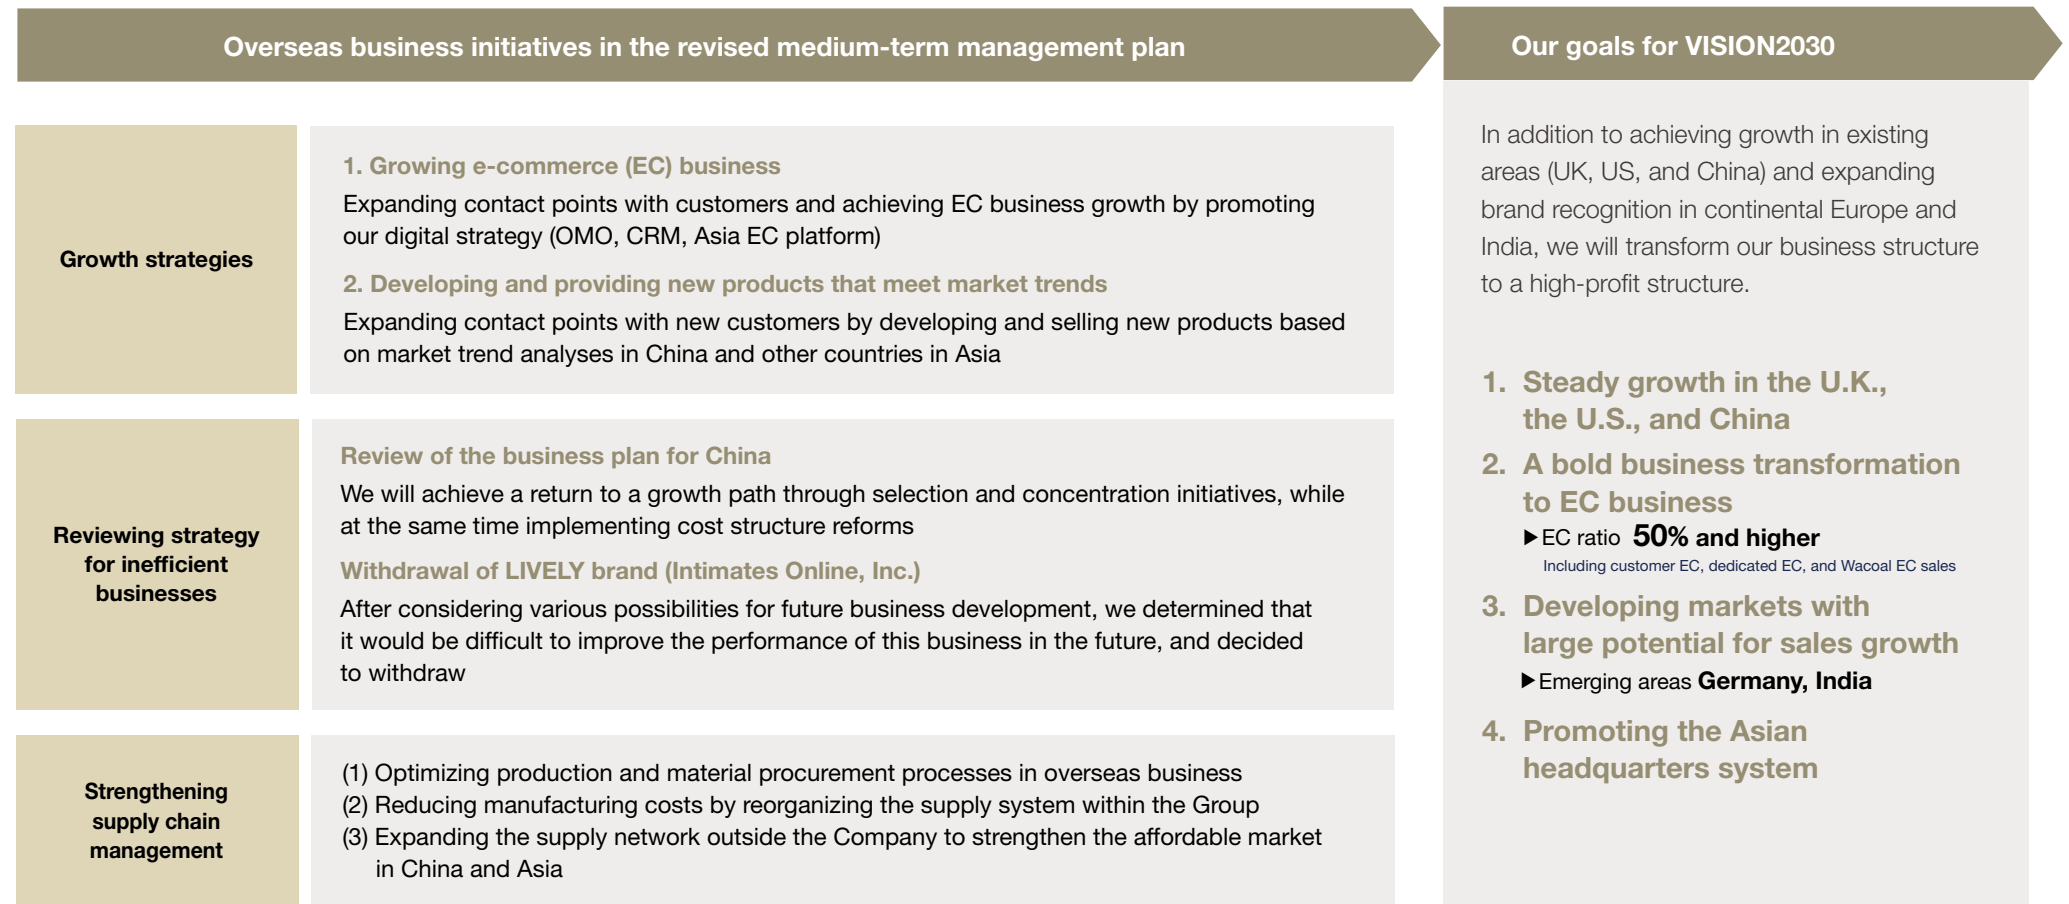 Overseas business initiatives in the revised medium-term management plan
Growth strategies
1. Growing e-commerce (EC) business
Expanding contact points with customers and achieving EC business growth by promoting
our digital strategy (OMO, CRM, Asia EC platform)
2. Developing and providing new products that meet market trends
Expanding contact points with new customers by developing and selling new products based
on market trend analyses in China and other countries in Asia
Reviewing strategy
for inefficient
businesses
Review of the business plan for China
We will achieve a return to a growth path through selection and concentration initiatives, while
at the same time implementing cost structure reforms
Withdrawal of LIVELY brand (Intimates Online, Inc.)
After considering various possibilities for future business development, we determined that
it would be difficult to improve the performance of this business in the future, and decided
to withdraw
Strengthening
supply chain
management
(1) Optimizing production and material procurement processes in overseas business
(2) Reducing manufacturing costs by reorganizing the supply system within the Group
(3) Expanding the supply network outside the Company to strengthen the affordable market
in China and Asia
Our goals for VISION2030
In addition to achieving growth in existing
areas (UK, US, and China) and expanding
brand recognition in continental Europe and
India, we will transform our business structure
to a high-profit structure.
1. Steady growth in the U.K.,
the U.S., and China
2. A bold business transformation
to EC business
▶EC ratio 50% and higher
Including customer EC, dedicated EC, and Wacoal EC sales
3. Developing markets with
large potential for sales growth
▶Emerging areas Germany, India
4. Promoting the Asian
headquarters system